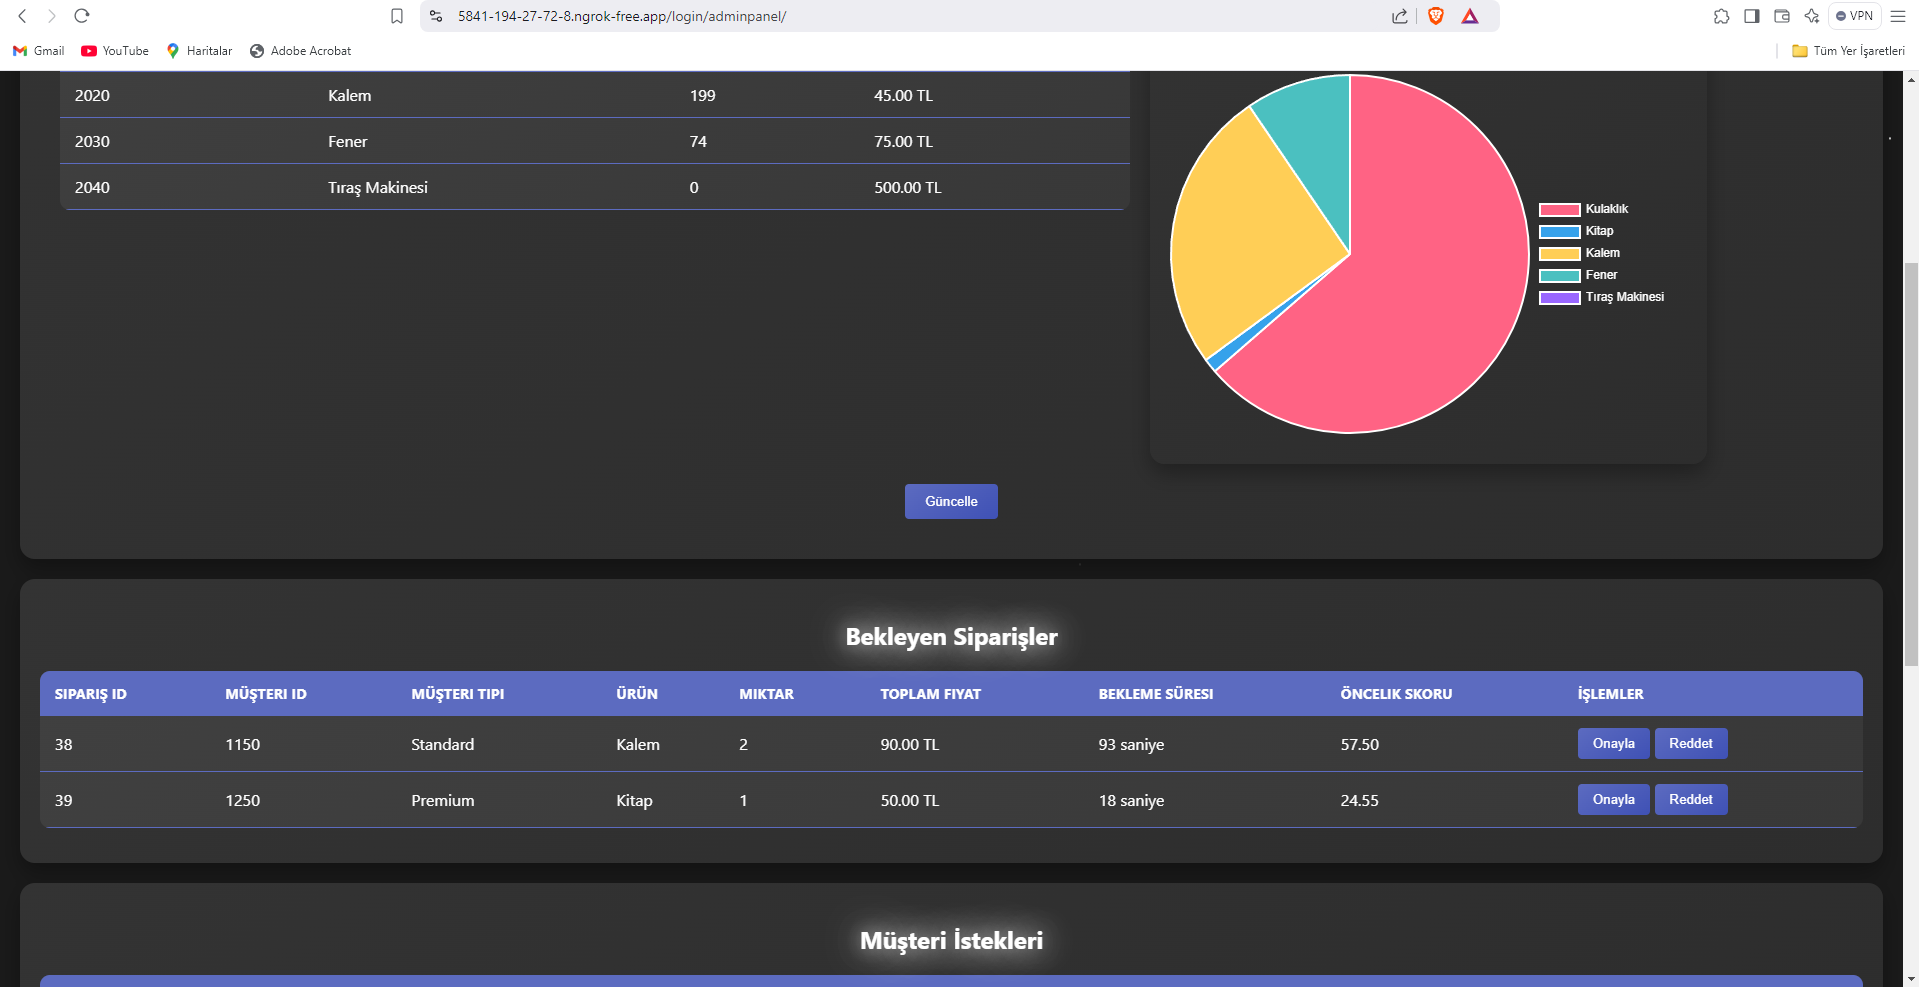 5841-194-27-72-8.ngrok-free.app/login/adminpanel/
VPN
Gmail YouTube Haritalar Adobe Acrobat Tüm Yer İşaretleri
2020 Kalem 199 45.00 TL
2030 Fener 74 75.00 TL
2040 Tıraş Makinesi 0 500.00 TL
Kulaklık
Kitap
Kalem
Fener
Tıraş Makinesi
Güncelle
Bekleyen Siparişler
SIPARIŞ ID MÜŞTERI ID MÜŞTERI TIPI ÜRÜN MIKTAR TOPLAM FIYAT BEKLEME SÜRESI ÖNCELIK SKORU İŞLEMLER
38 1150 Standard Kalem 2 90.00 TL 93 saniye 57.50 Onayla Reddet
39 1250 Premium Kitap 1 50.00 TL 18 saniye 24.55 Onayla Reddet
Müşteri İstekleri